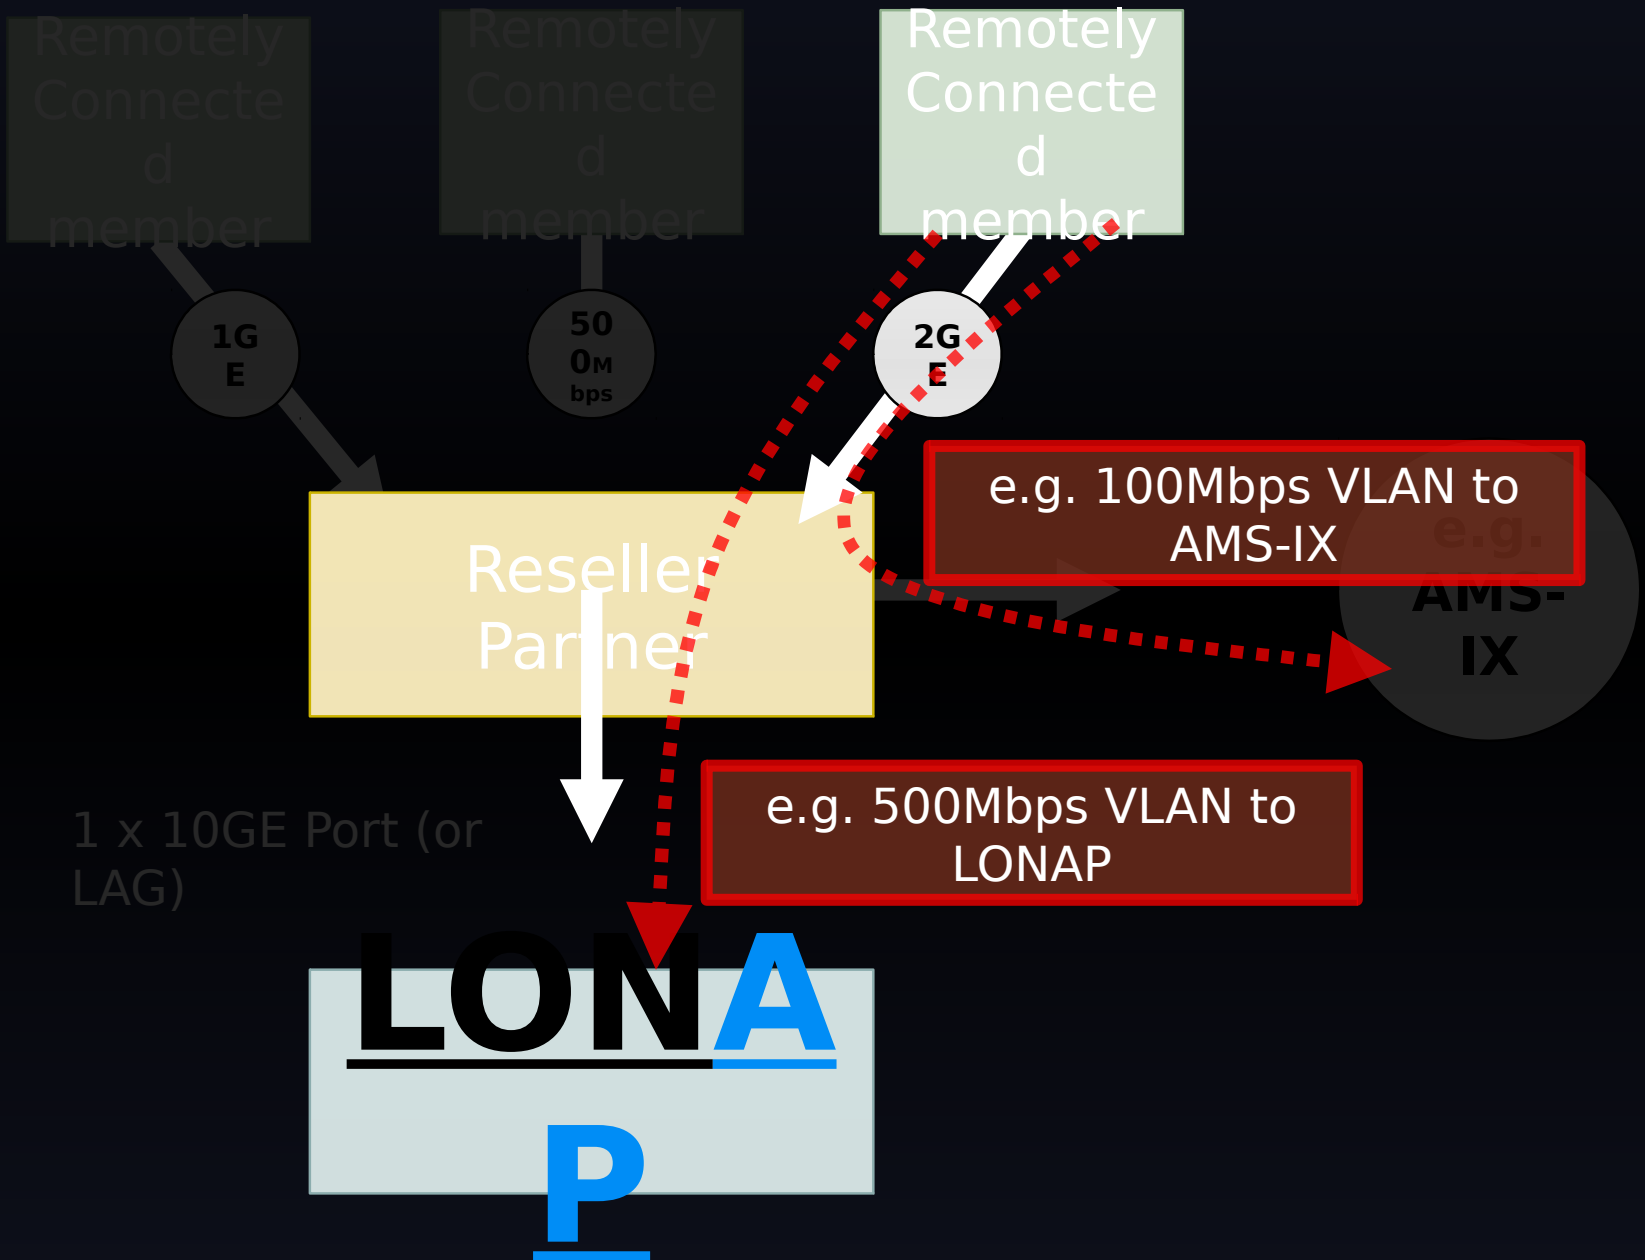 Remotely
Connecte
d
member
Remotely
Connecte
d
member
Remotely
Connecte
d
member
1G
E
50
0M
bps
2G
E
e.g. 100Mbps VLAN to
AMS-IX
e.g.
AMS-
IX
Reseller
Partner
e.g. 500Mbps VLAN to
LONAP
1 x 10GE Port (or
LAG)
LONA
P